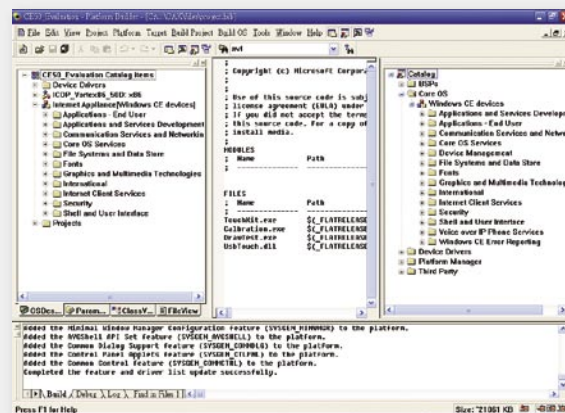 CE50_Evaluation - Platform Builder -
File Edit View Project Platform Target Build Project Build OS Tools Window Help
CE50_Evaluation Catalog items
Device Drivers
ICOP_Vortex86_50D: x86
Internet Appliance[Windows CE devices]
Applications - End User
Applications and Services Development
Communication Services and Networkin
Core OS Services
File Systems and Data Store
Fonts
Graphics and Multimedia Technologies
International
Internet Client Services
Security
Shell and User Interface
Projects
OSDes... Param... ClassV... FileView
;
; Copyright (c) Microsoft Corpora
;
;
; Use of this source code is subj
; license agreement (EULA) under
; If you did not accept the terms
; this source code. For a copy of
; install media.
;
MODULES
; Name Path
; -------------- --------------
FILES
; Name Path
; -------------- --------------
TouchKit.exe $(_FLATRELEASE
Calibration.exe $(_FLATRELEASE
DrawTest.exe $(_FLATRELEASE
UsbTouch.dll $(_FLATRELEASE
Catalog
BSPs
Core OS
Windows CE devices
Applications and Services Develop
Applications - End User
Communication Services and Netwo
Core OS Services
Device Management
File Systems and Data Store
Fonts
Graphics and Multimedia Technolog
International
Internet Client Services
Security
Shell and User Interface
Voice over IP Phone Services
Windows CE Error Reporting
Device Drivers
Platform Manager
Third Party
Added the Minimal Window Manager Configuration feature (SYSGEN_MINWMGR) to the platform.
Added the AYGShell API Set feature (SYSGEN_AYGSHELL) to the platform.
Added the Common Dialog Support feature (SYSGEN_COMMDLG) to the platform.
Added the Control Panel Applets feature (SYSGEN_CTLPNL) to the platform.
Added the Common Control feature (SYSGEN_COMMCTRL) to the platform.
Completed the feature and driver list update successfully.
Build Debug Log Find in Files 1
Press F1 for Help
Size: ~21061 KB